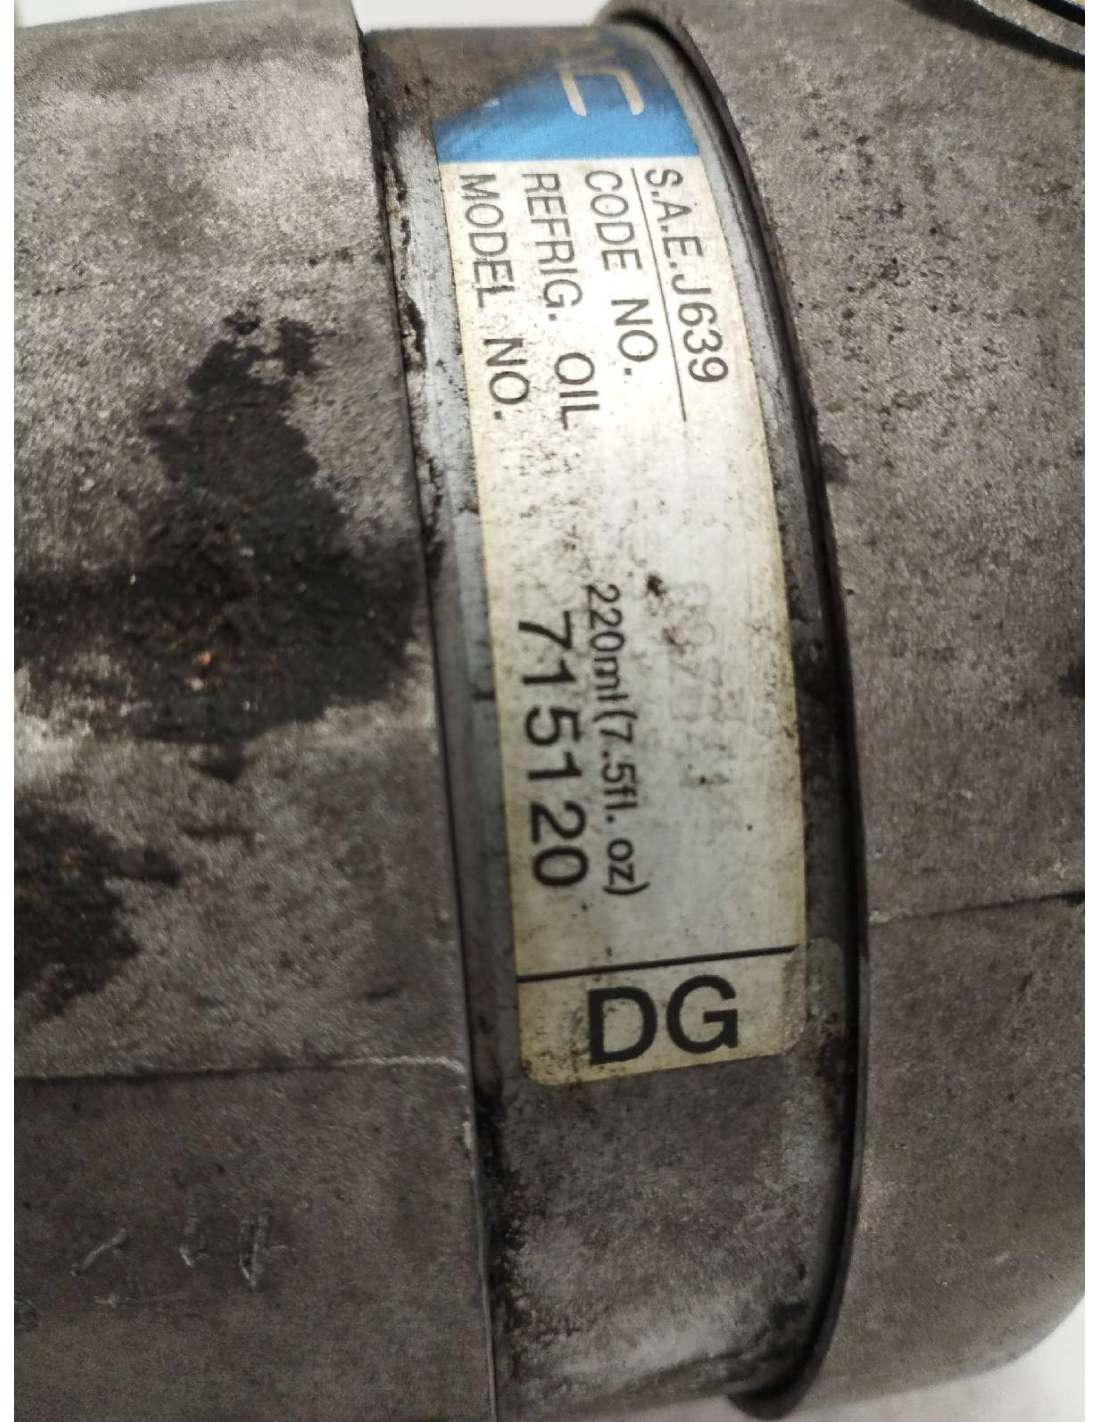 S.A.E.J639
CODE NO.
REFRIG. OIL 220ml(7.5fl. oz)
MODEL NO. 715120
DG